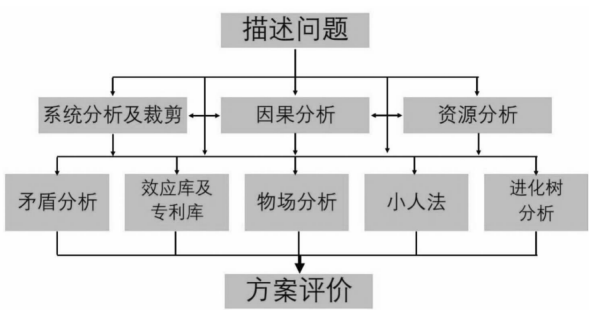 描述问题
系统分析及裁剪
因果分析
资源分析
矛盾分析
效应库及
专利库
物场分析
小人法
进化树
分析
方案评价